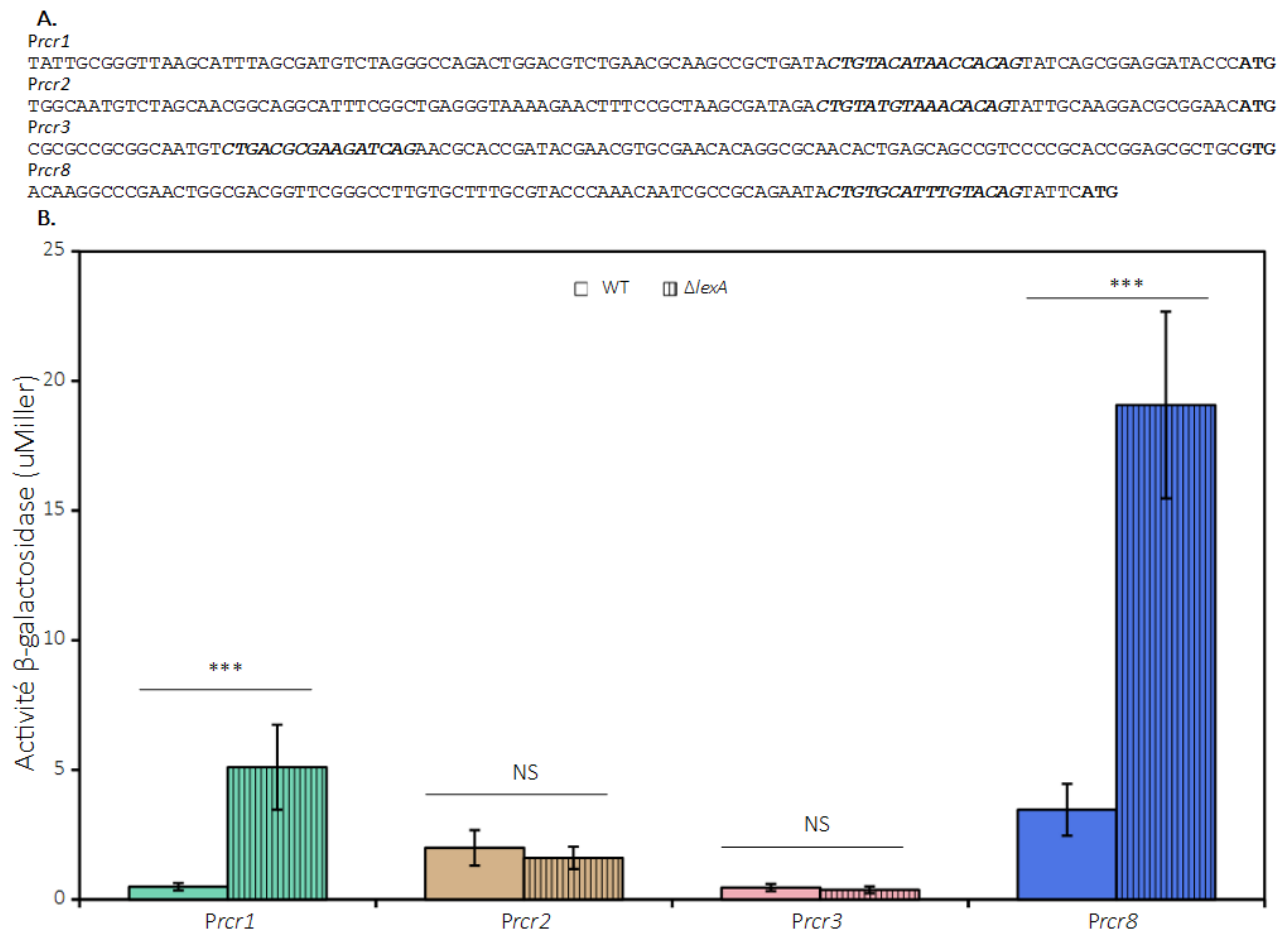 A.
Prcr1
TATTGCGGGTTAAGCATTTAGCGATGTCTAGGGCCAGACTGGACGTCTGAACGCAAGCCGCTGATACTGTACATAACCACAGTATCAGCGGAGGATACCCATG
Prcr2
TGGCAATGTCTAGCAACGGCAGGCATTTCGGCTGAGGGTAAAAGAACTTTCCGCTAAGCGATAGACTGTATGTAAACACAGTATTGCAAGGACGCGGAACATG
Prcr3
CGCGCCGCGGCAATGTCTGACGCGAAGATCAGAACGCACCGATACGAACGTGCGAACACAGGCGCAACACTGAGCAGCCGTCCCCGCACCGGAGCGCTGCGTG
Prcr8
ACAAGGCCCGAACTGGCGACGGTTCGGGCCTTGTGCTTTGCGTACCCAAACAATCGCCGCAGAATACTGTGCATTTGTACAGTATTCATG
B.
25
WT ΔlexA
***
20
Activité β-galactosidase (uMiller)
15
10
***
5
NS
NS
0
Prcr1 Prcr2 Prcr3 Prcr8